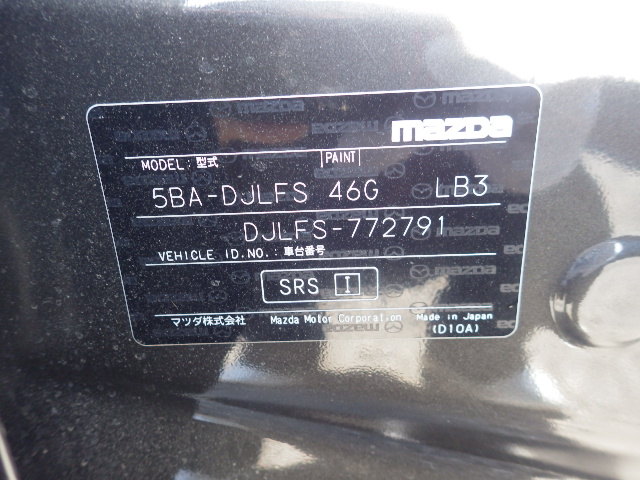 mazda
MODEL: 型式 PAINT
5BA-DJLFS 46G LB3
DJLFS-772791
VEHICLE ID.NO.: 車台番号
SRS I
マツダ株式会社 Mazda Motor Corporation Made in Japan
(D10A)